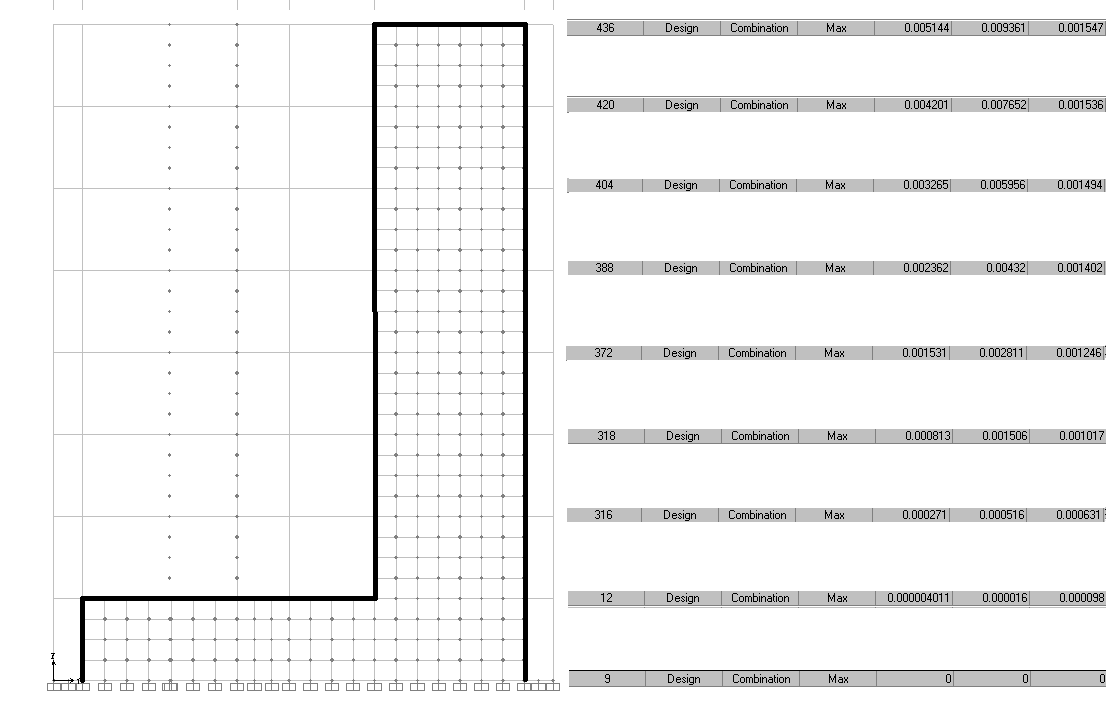 436 Design Combination Max 0.005144 0.009361 0.001547
420 Design Combination Max 0.004201 0.007652 0.001536
404 Design Combination Max 0.003265 0.005956 0.001494
388 Design Combination Max 0.002362 0.00432 0.001402
372 Design Combination Max 0.001531 0.002811 0.001246
318 Design Combination Max 0.000813 0.001506 0.001017
316 Design Combination Max 0.000271 0.000516 0.000631
12 Design Combination Max 0.000004011 0.000016 0.000098
Z
9 Design Combination Max 0 0 0